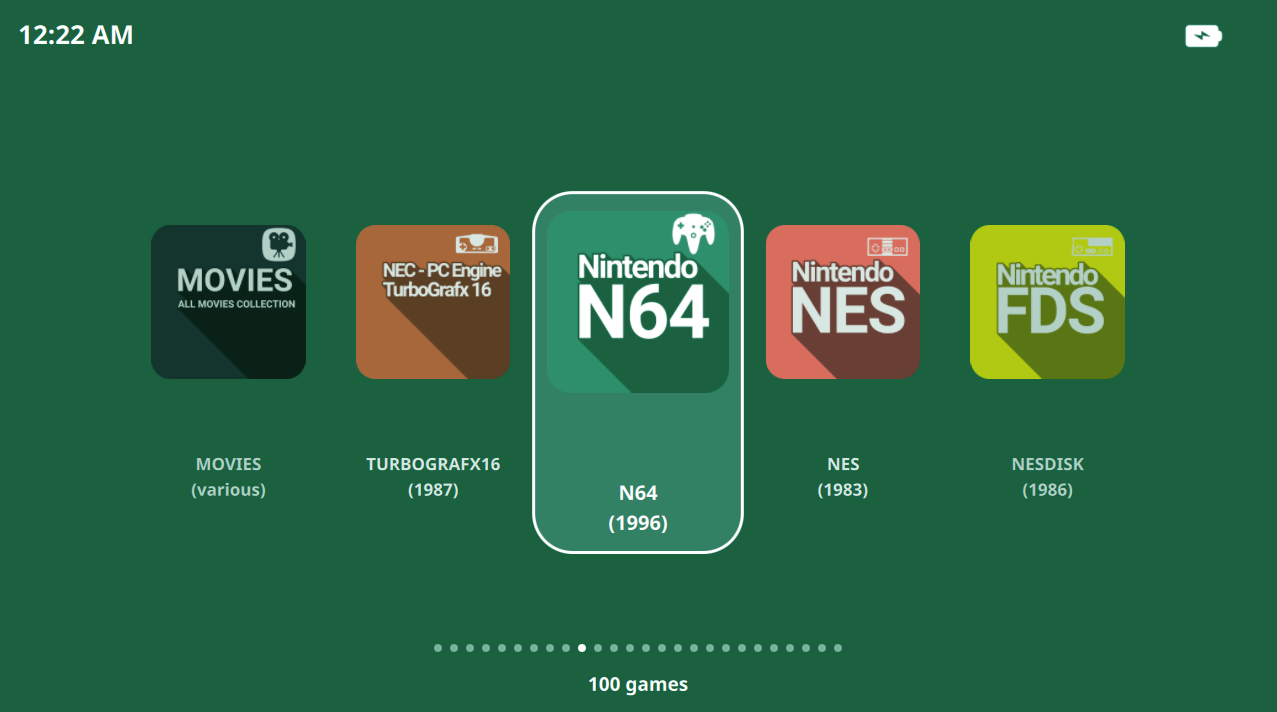 12:22 AM
MOVIES
ALL MOVIES COLLECTION
NEC - PC Engine
TurboGrafx 16
Nintendo
N64
Nintendo
NES
Nintendo
FDS
MOVIES
(various)
TURBOGRAFX16
(1987)
N64
(1996)
NES
(1983)
NESDISK
(1986)
100 games